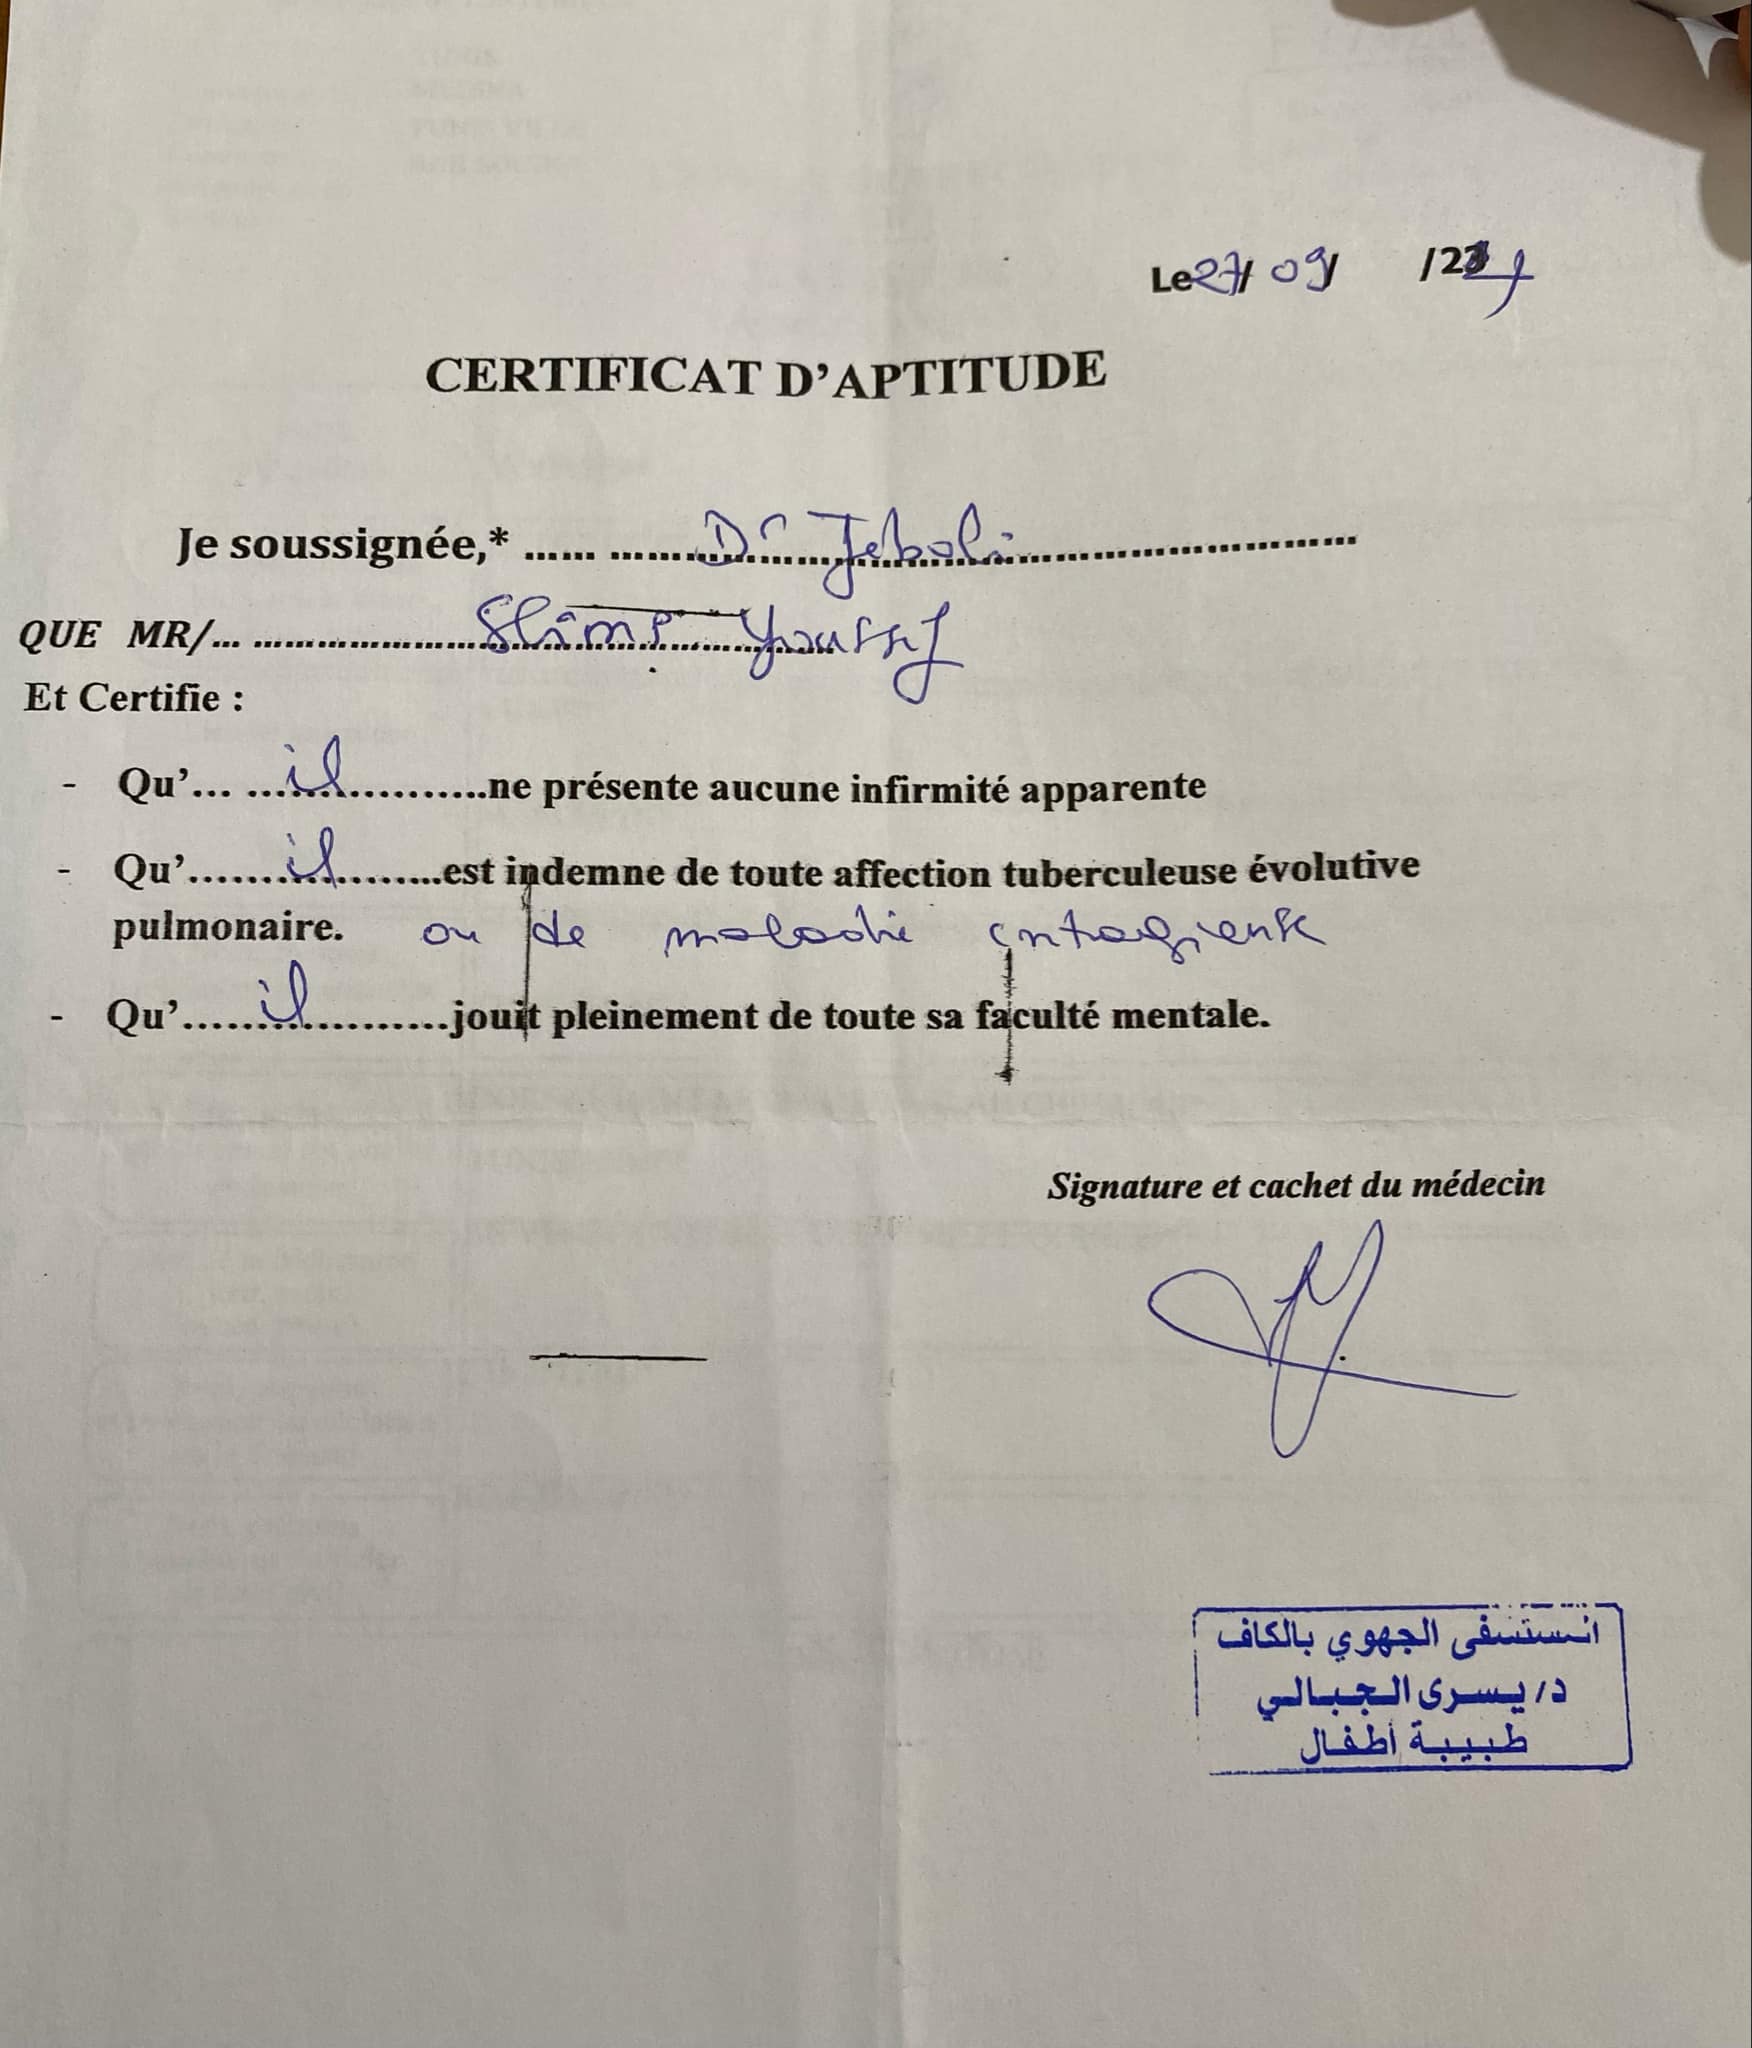 Le 27/ 09/ /24
CERTIFICAT D'APTITUDE
Je soussignée,* ...... ........Dr Jebali........................
QUE MR/... ........................Slimi Youssef
Et Certifie :
- Qu'... ....il............ne présente aucune infirmité apparente
- Qu'.......il..........est indemne de toute affection tuberculeuse évolutive
pulmonaire. ou de maladie contagieuse
- Qu'.....il............jouit pleinement de toute sa faculté mentale.
Signature et cachet du médecin
المستشفى الجهوي بالكاف
د/ يسرى الجبالي
طبيبة أطفال